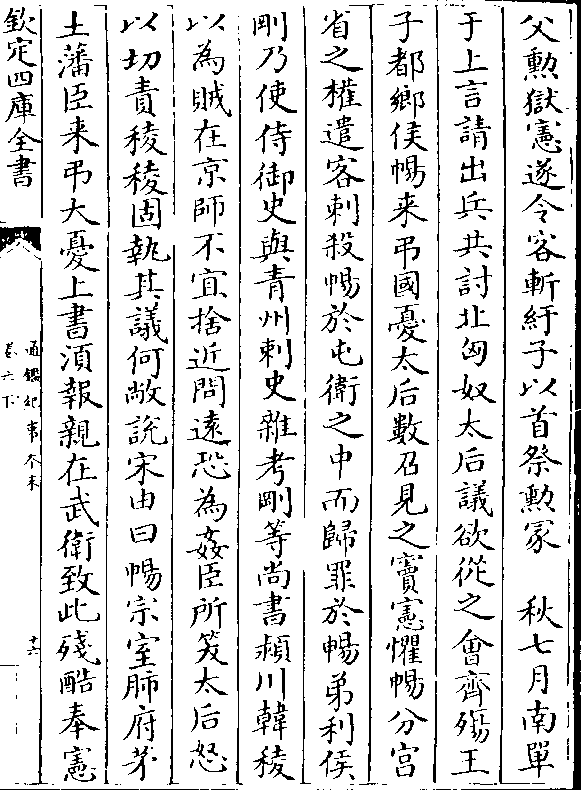 父勲獄憲遂令客斬紆子以首祭勲冢　秋七月南單
于上言請出兵共討北匈奴太后議欲從之會齊殤王
子都鄉侯暢来弔國憂太后數召見之竇憲懼暢分宫
省之權遣客刺殺暢於屯衛之中而歸罪於暢弟利侯
剛乃使侍御史與青州刺史雜考剛等尚書潁川韓稜
以為賊在京師不宜捨近問遠恐為姦臣所笑太后怒
以切責稜稜固執其議何敞說宋由曰暢宗室肺府茅
土藩臣来弔大憂上書湏報親在武衛致此殘酷奉憲
欽定四庫全書
通鑑紀事本末
卷六下
十六